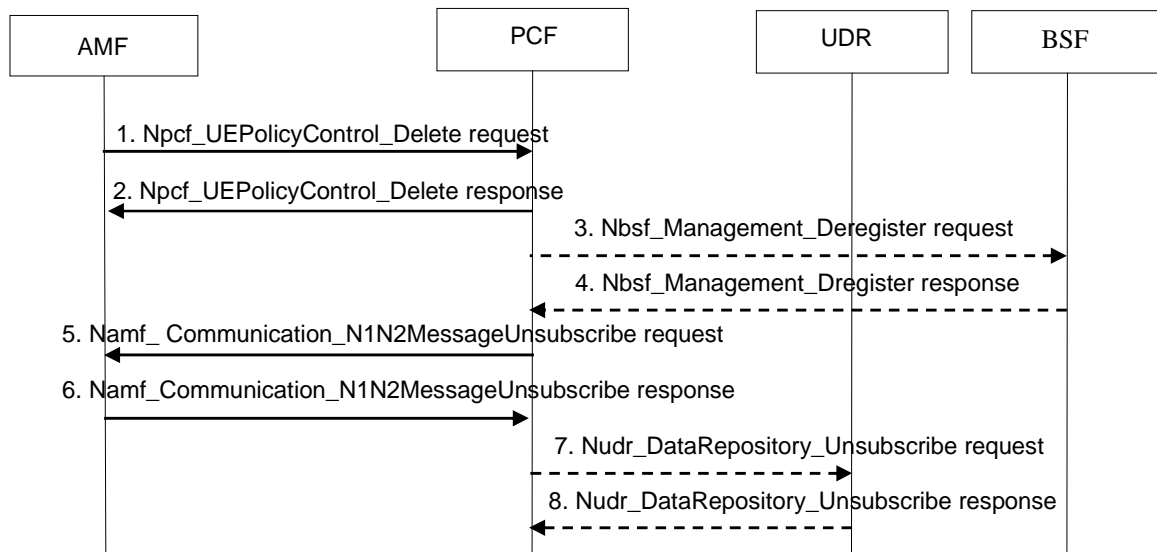 AMF
PCF
UDR
BSF
1. Npcf_UEPolicyControl_Delete request
2. Npcf_UEPolicyControl_Delete response
3. Nbsf_Management_Deregister request
4. Nbsf_Management_Dregister response
5. Namf_ Communication_N1N2MessageUnsubscribe request
6. Namf_Communication_N1N2MessageUnsubscribe response
7. Nudr_DataRepository_Unsubscribe request
8. Nudr_DataRepository_Unsubscribe response